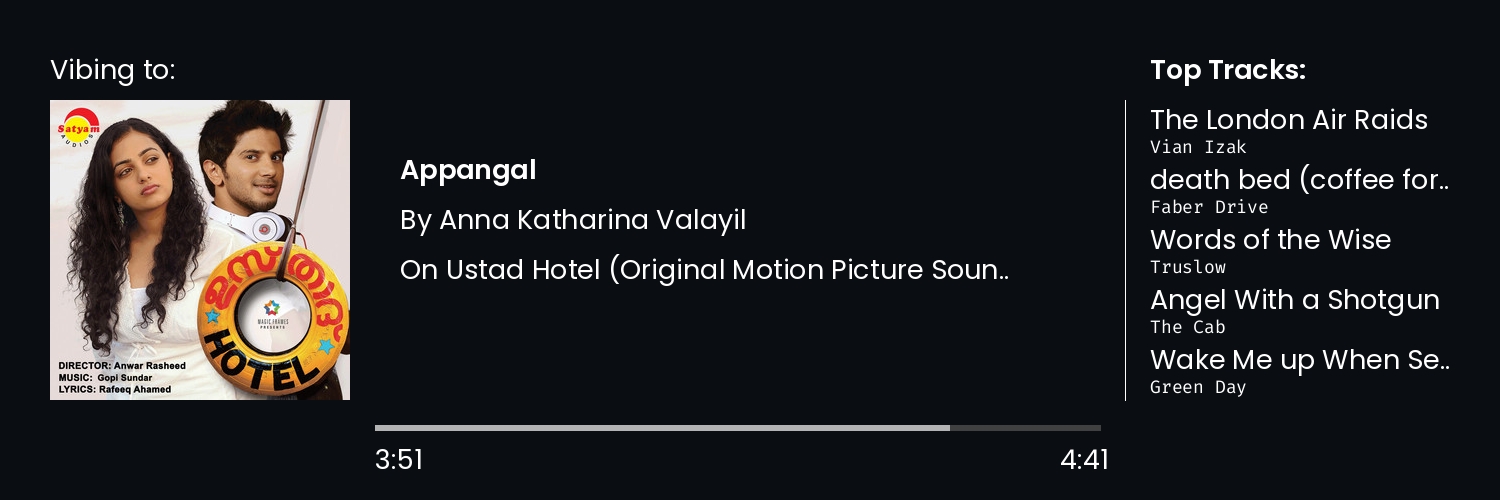 Vibing to:
Satyam
AUDIOS
ഉസ്താദ്
HOTEL
MAGIC FRAMES
PRESENTS
DIRECTOR: Anwar Rasheed
MUSIC: Gopi Sundar
LYRICS: Rafeeq Ahamed
Appangal
By Anna Katharina Valayil
On Ustad Hotel (Original Motion Picture Soun..
3:51
4:41
Top Tracks:
The London Air Raids
Vian Izak
death bed (coffee for..
Faber Drive
Words of the Wise
Truslow
Angel With a Shotgun
The Cab
Wake Me up When Se..
Green Day